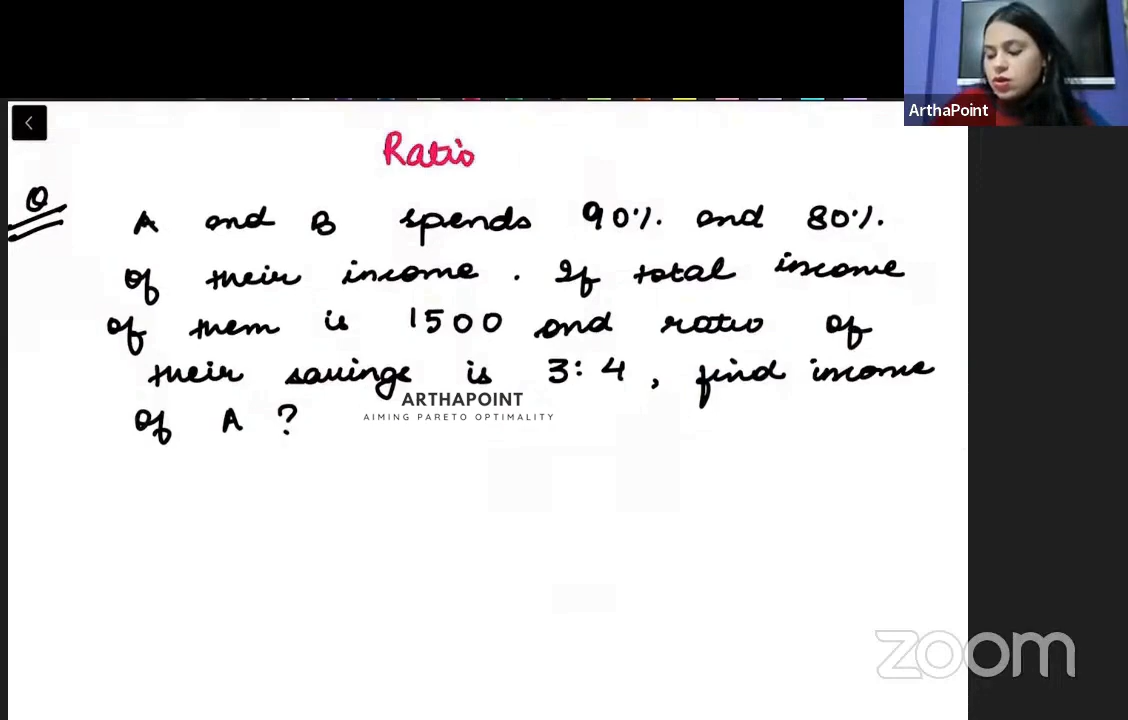 ArthaPoint
Ratio
Q
A and B spends 90% and 80%
of their income. If total income
of them is 1500 and ratio of
their savings is 3:4, find income
ARTHAPOINT
AIMING PARETO OPTIMALITY
of A ?
zoom